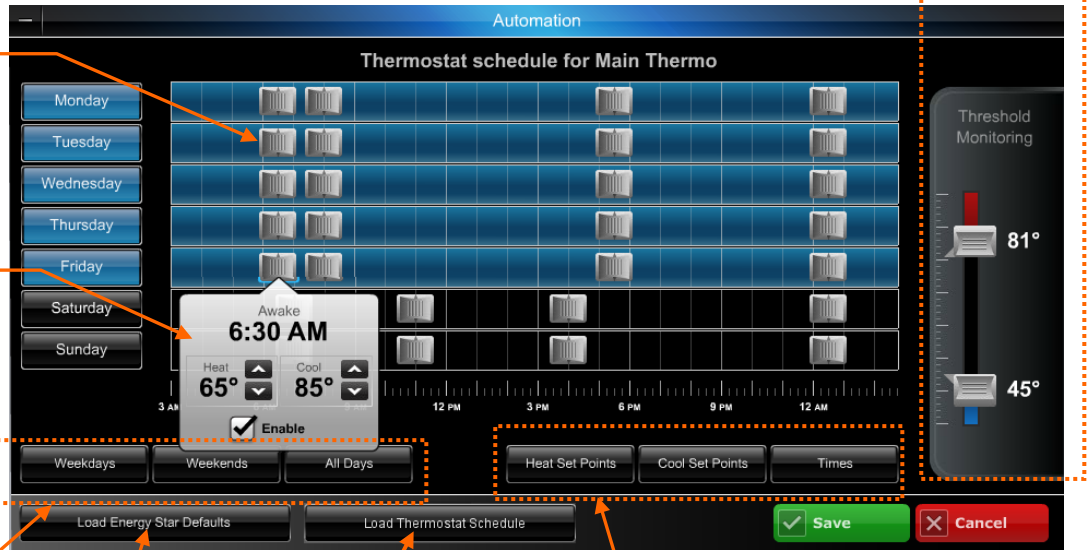 Automation
Thermostat schedule for Main Thermo
Monday
Tuesday
Wednesday
Thursday
Friday
Saturday
Sunday
Threshold
Monitoring
81°
45°
Awake
6:30 AM
Heat Cool
65° 85°
Enable
3 AM 12 PM 3 PM 6 PM 9 PM 12 AM
Weekdays Weekends All Days Heat Set Points Cool Set Points Times
Load Energy Star Defaults Load Thermostat Schedule Save Cancel